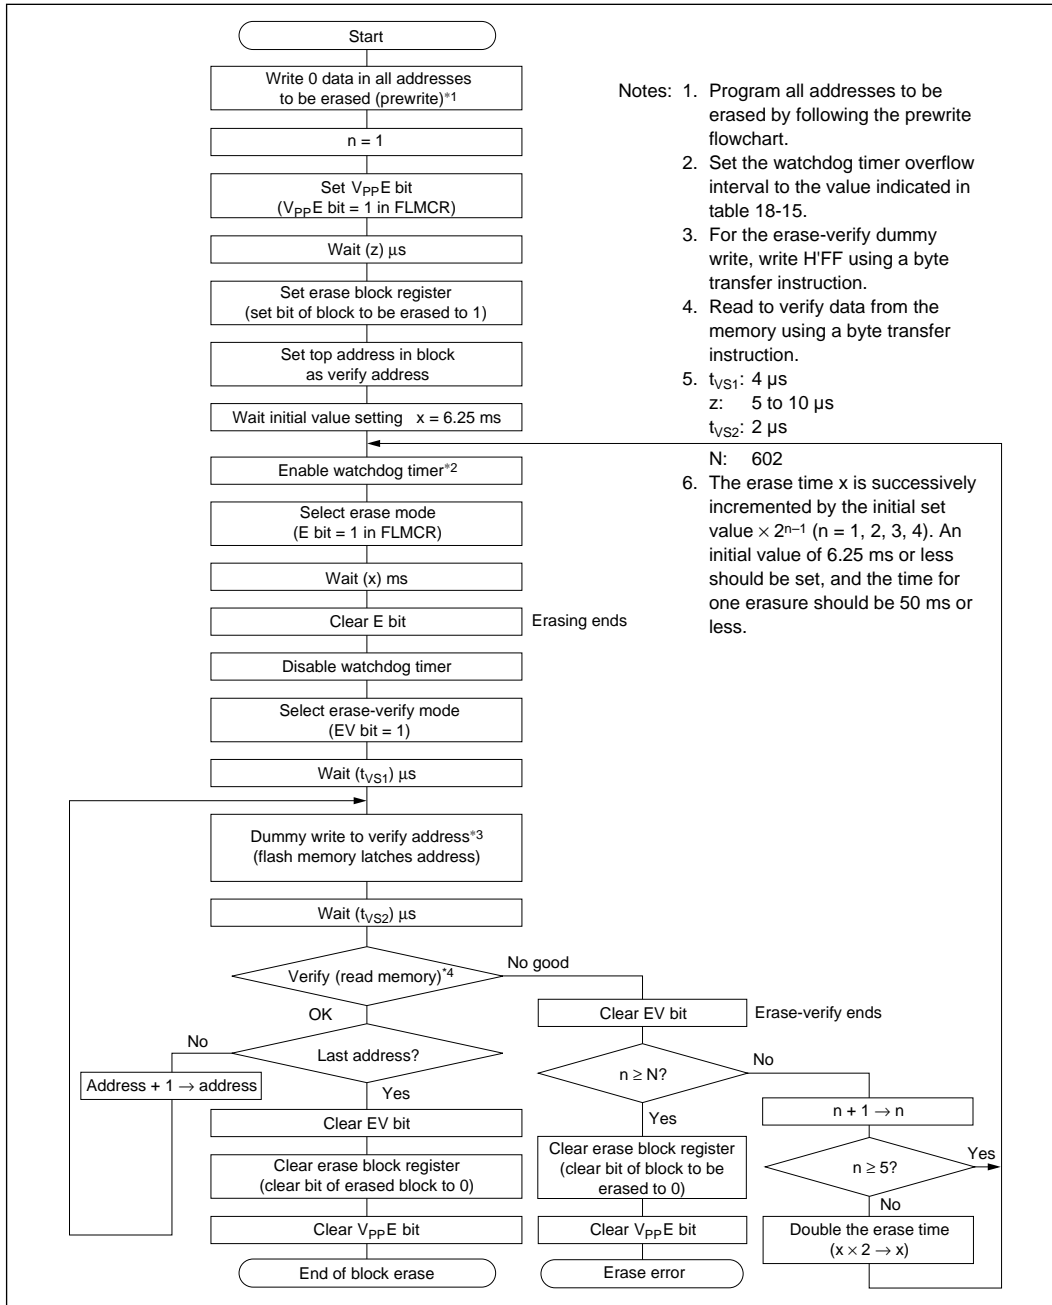 Start
Write 0 data in all addresses
to be erased (prewrite)*1
n = 1
Set VPPE bit
(VPPE bit = 1 in FLMCR)
Wait (z) μs
Set erase block register
(set bit of block to be erased to 1)
Set top address in block
as verify address
Wait initial value setting x = 6.25 ms
Enable watchdog timer*2
Select erase mode
(E bit = 1 in FLMCR)
Wait (x) ms
Clear E bit
Erasing ends
Disable watchdog timer
Select erase-verify mode
(EV bit = 1)
Wait (tVS1) μs
Dummy write to verify address*3
(flash memory latches address)
Wait (tVS2) μs
Verify (read memory)*4
No good
OK
Clear EV bit
Erase-verify ends
Last address?
No
Address + 1 → address
Yes
Clear EV bit
Clear erase block register
(clear bit of erased block to 0)
Clear VPPE bit
End of block erase
n ≥ N?
No
Yes
Clear erase block register
(clear bit of block to be
erased to 0)
Clear VPPE bit
Erase error
n + 1 → n
n ≥ 5?
Yes
No
Double the erase time
(x × 2 → x)
Notes: 1. Program all addresses to be
erased by following the prewrite
flowchart.
2. Set the watchdog timer overflow
interval to the value indicated in
table 18-15.
3. For the erase-verify dummy
write, write H'FF using a byte
transfer instruction.
4. Read to verify data from the
memory using a byte transfer
instruction.
5. tVS1: 4 μs
z: 5 to 10 μs
tVS2: 2 μs
N: 602
6. The erase time x is successively
incremented by the initial set
value × 2n–1 (n = 1, 2, 3, 4). An
initial value of 6.25 ms or less
should be set, and the time for
one erasure should be 50 ms or
less.